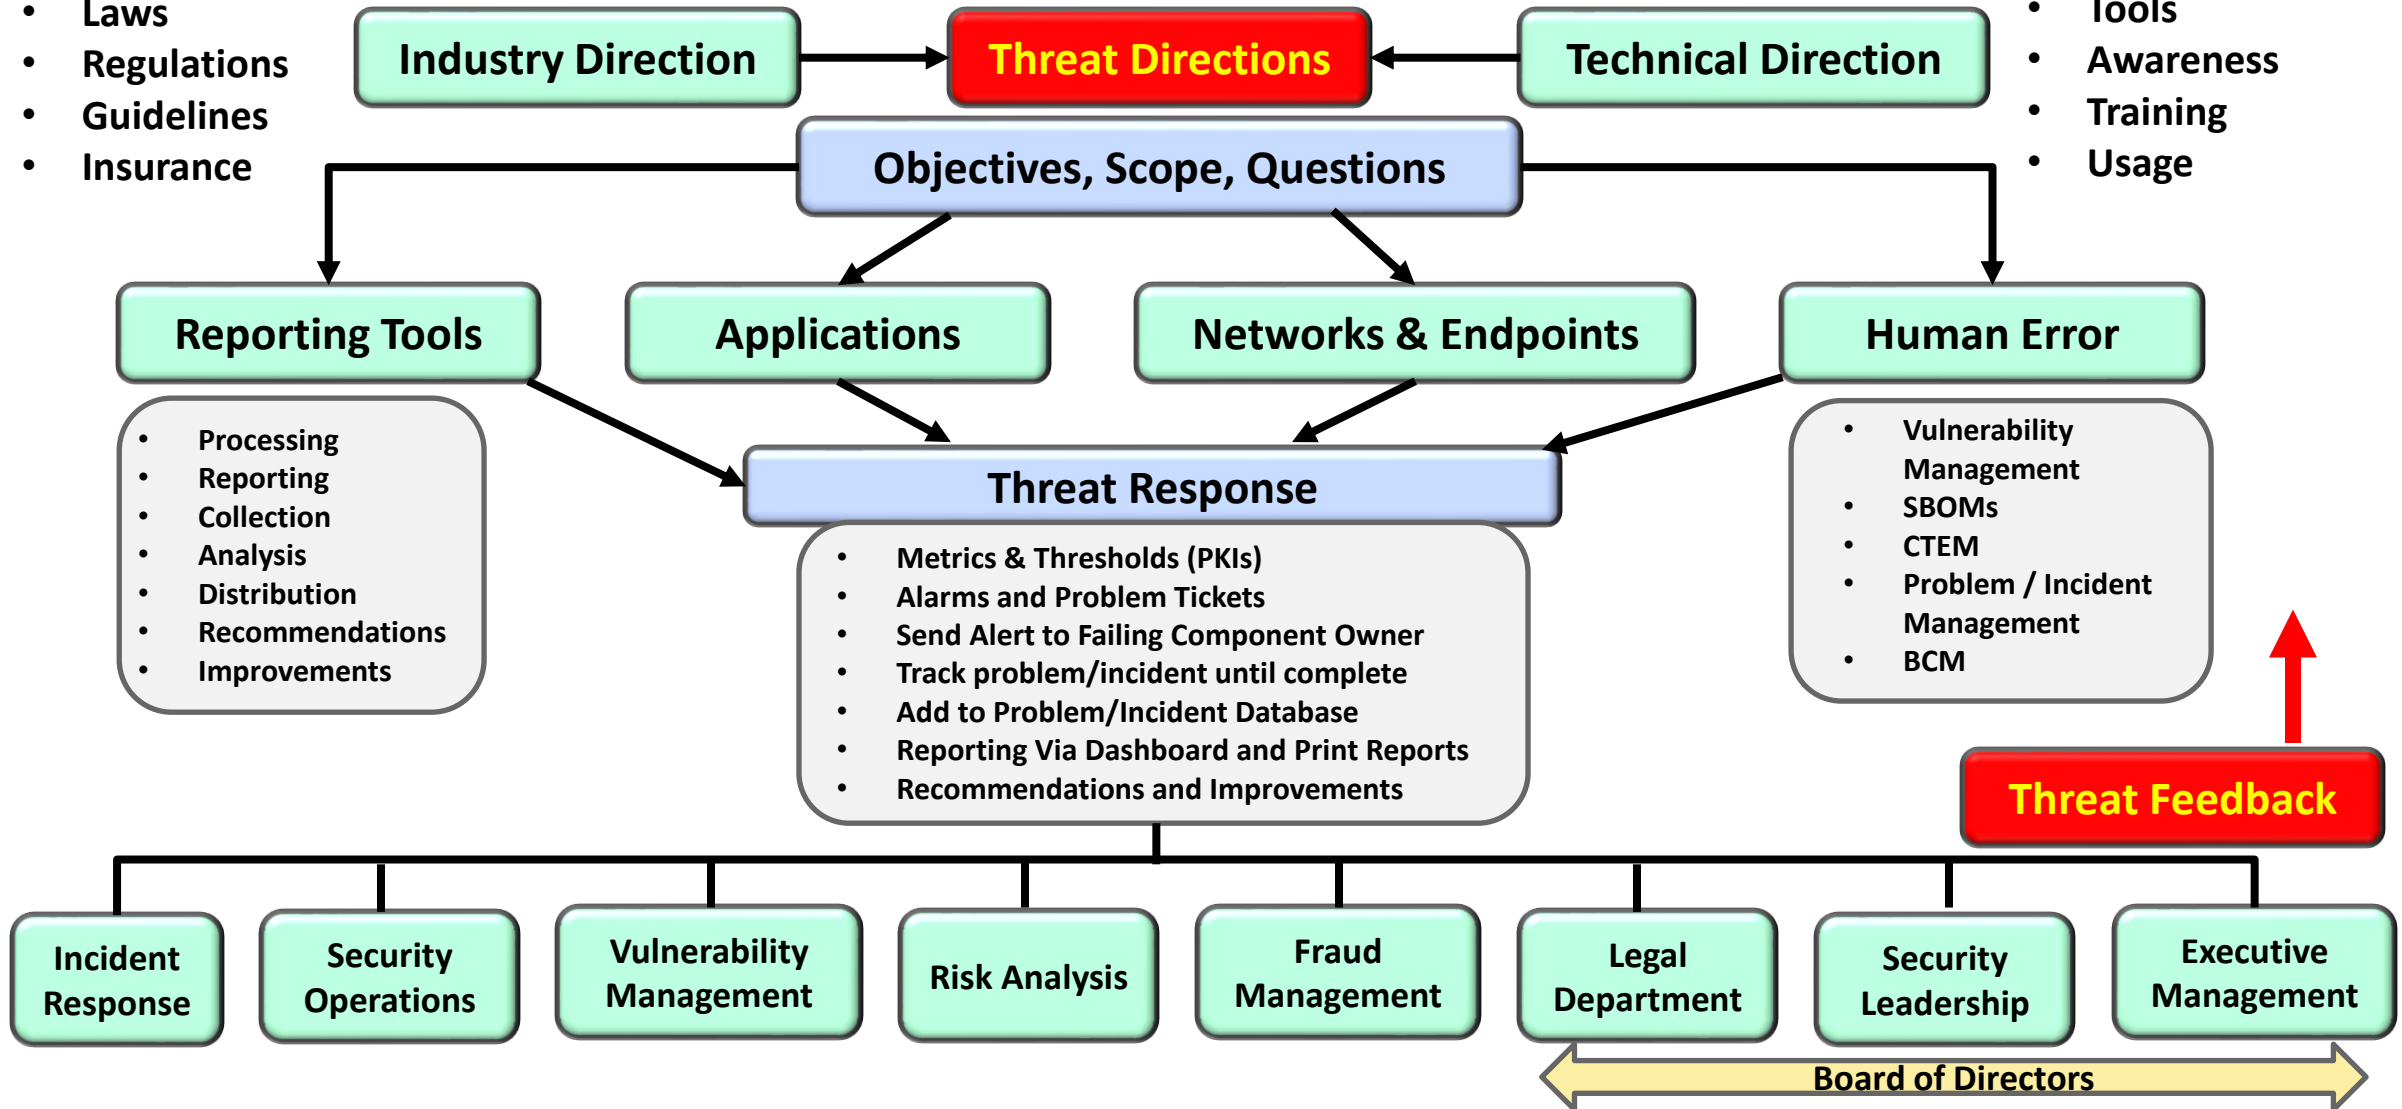 Laws
Regulations
Guidelines
Insurance
Industry Direction
Threat Directions
Technical Direction
Tools
Awareness
Training
Usage
Objectives, Scope, Questions
Reporting Tools
Applications
Networks & Endpoints
Human Error
Processing
Reporting
Collection
Analysis
Distribution
Recommendations
Improvements
Threat Response
Metrics & Thresholds (PKIs)
Alarms and Problem Tickets
Send Alert to Failing Component Owner
Track problem/incident until complete
Add to Problem/Incident Database
Reporting Via Dashboard and Print Reports
Recommendations and Improvements
Vulnerability
Management
SBOMs
CTEM
Problem / Incident
Management
BCM
Threat Feedback
Incident
Response
Security
Operations
Vulnerability
Management
Risk Analysis
Fraud
Management
Legal
Department
Security
Leadership
Executive
Management
Board of Directors